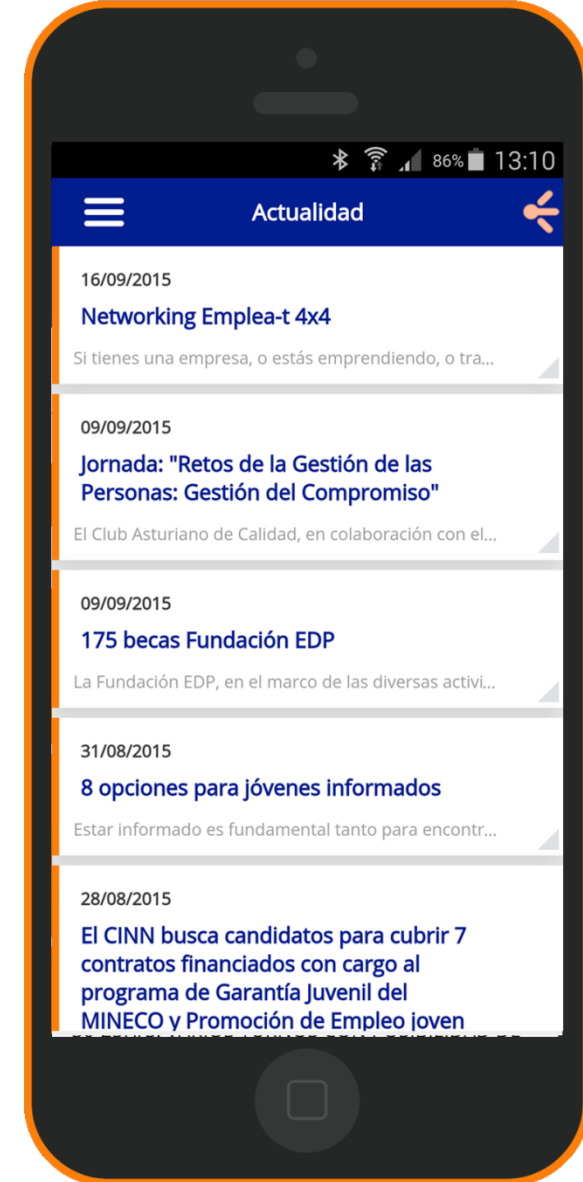 86% 13:10
Actualidad
16/09/2015
Networking Emplea-t 4x4
Si tienes una empresa, o estás emprendiendo, o tra...
09/09/2015
Jornada: "Retos de la Gestión de las
Personas: Gestión del Compromiso"
El Club Asturiano de Calidad, en colaboración con el...
09/09/2015
175 becas Fundación EDP
La Fundación EDP, en el marco de las diversas activi...
31/08/2015
8 opciones para jóvenes informados
Estar informado es fundamental tanto para encontr...
28/08/2015
El CINN busca candidatos para cubrir 7
contratos financiados con cargo al
programa de Garantía Juvenil del
MINECO y Promoción de Empleo joven